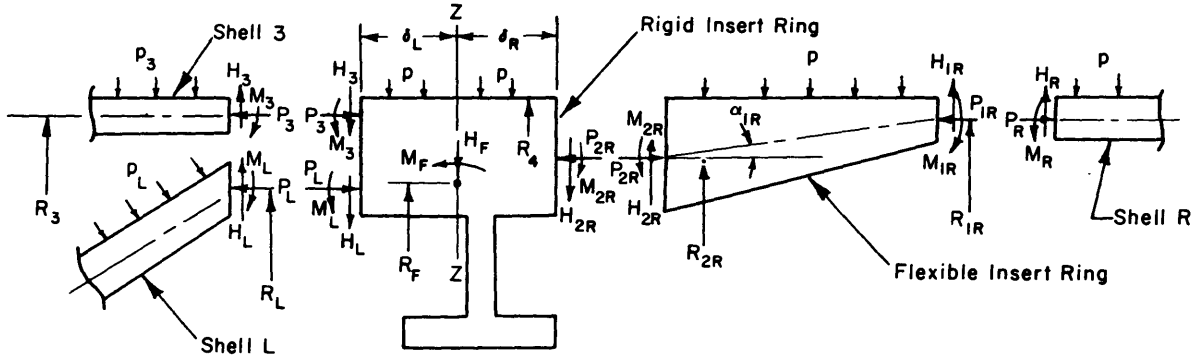 Z
Shell 3
δL
δR
Rigid Insert Ring
p3
H3
M3
P3
H3
p
p
p
H1R
HR
p
P3
M3
R4
M2R
α1R
P1R
PR
HF
MF
P2R
P2R
M1R
MR
pL
ML
PL
PL
M2R
ML
H2R
H2R
R3
HL
HL
RF
R2R
R1R
Shell R
RL
Z
Flexible Insert Ring
Shell L